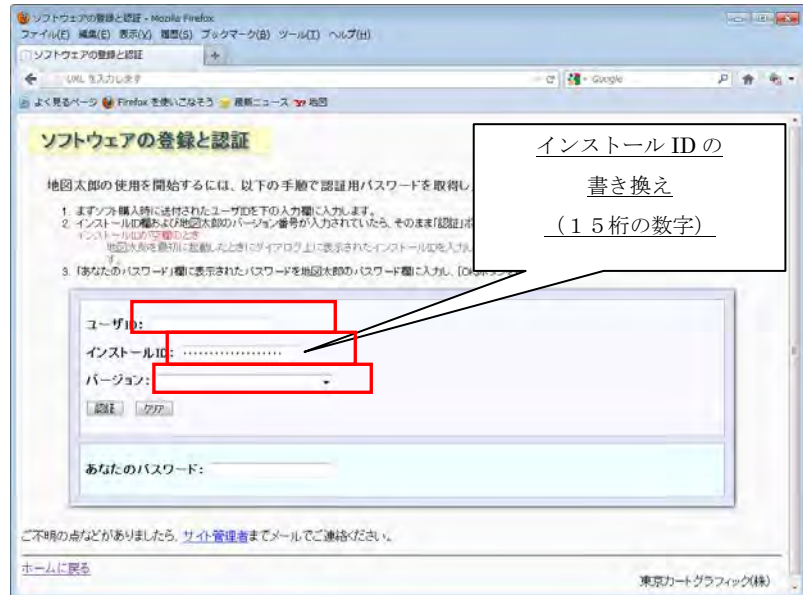 ソフトウェアの登録と認証 - Mozilla Firefox
ファイル(F) 編集(E) 表示(V) 履歴(S) ブックマーク(B) ツール(T) ヘルプ(H)
ソフトウェアの登録と認証 +
URL を入力します Google
よく見るページ Firefox を使いこなそう 最新ニュース 地図
ソフトウェアの登録と認証
地図太郎の使用を開始するには、以下の手順で認証用パスワードを取得し
1. まずソフト購入時に送付されたユーザIDを下の入力欄に入力します。
2. インストールID欄および地図太郎のバージョン番号が入力されていたら、そのまま「認証」ボ
インストールIDが空欄のとき
地図太郎を最初に起動したときにダイアログ上に表示されたインストールIDを入力
す。
3. 「あなたのパスワード」欄に表示されたパスワードを地図太郎のパスワード欄に入力し、[OK]ボタンを
インストール ID の
書き換え
(15桁の数字)
ユーザID:
インストールID: ···················
バージョン:
認証 クリア
あなたのパスワード:
ご不明の点などがありましたら、サイト管理者までメールでご連絡ください。
ホームに戻る
東京カートグラフィック(株)